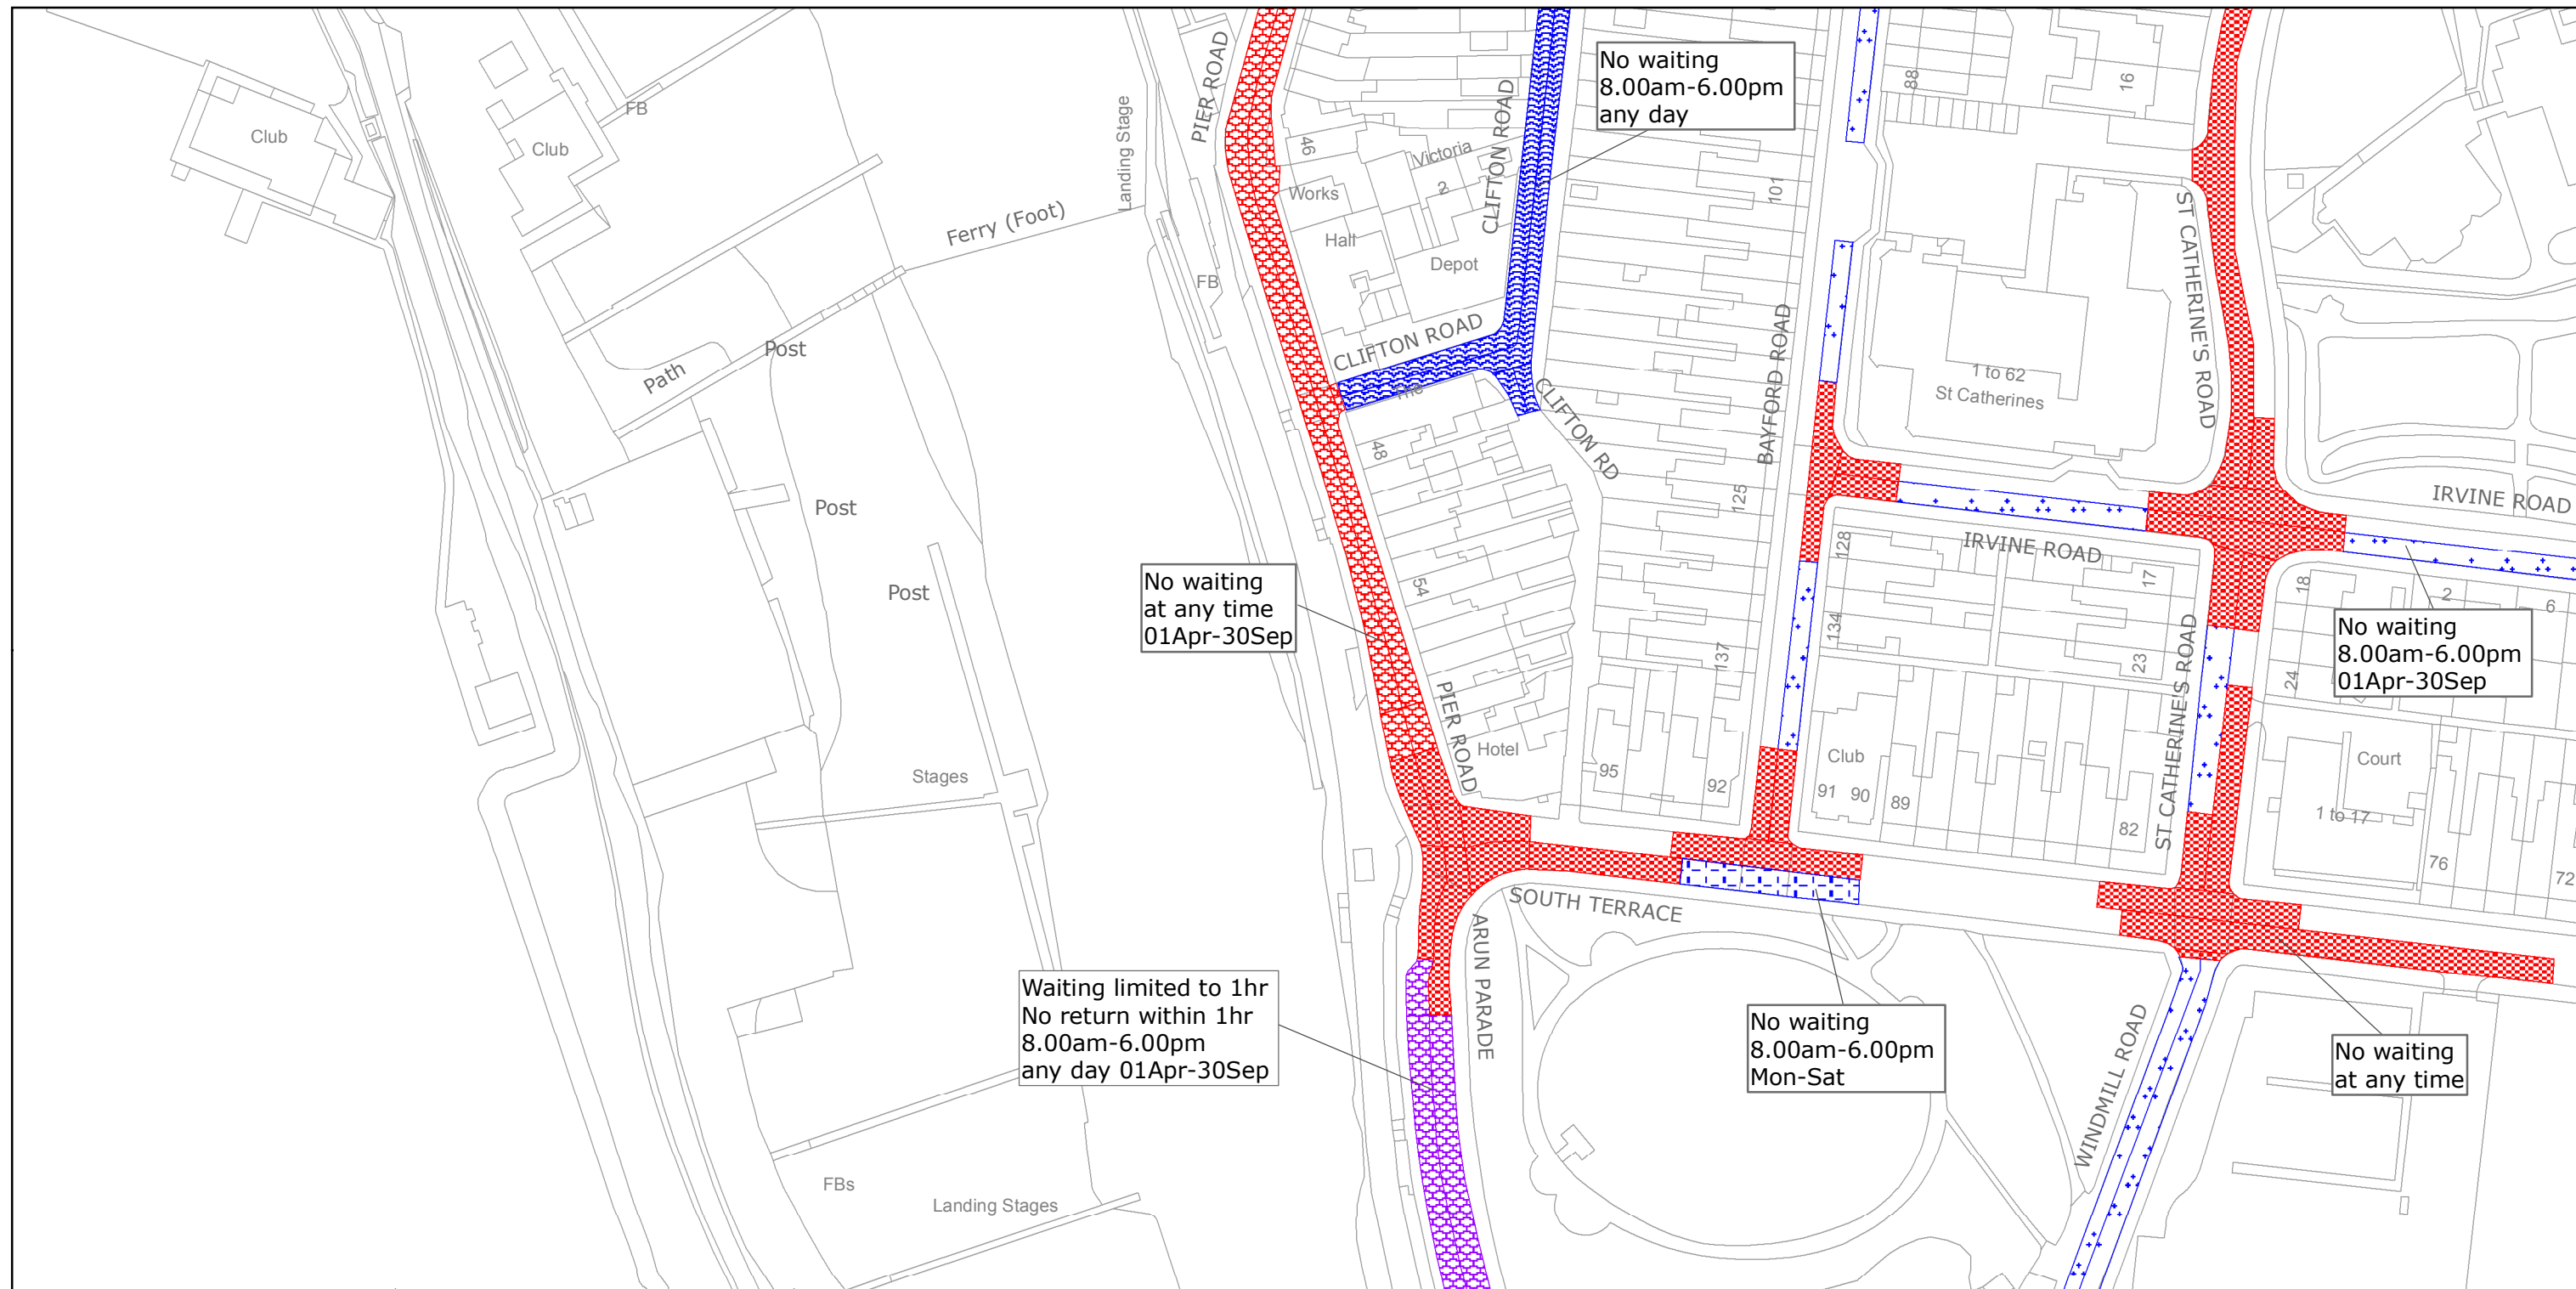 No waiting
8.00am-6.00pm
any day
No waiting
at any time
01Apr-30Sep
No waiting
8.00am-6.00pm
01Apr-30Sep
Waiting limited to 1hr
No return within 1hr
8.00am-6.00pm
any day 01Apr-30Sep
No waiting
8.00am-6.00pm
Mon-Sat
No waiting
at any time
Club
Club
FB
Landing Stage
PIER ROAD
46
Works
Hall
Victoria
2
Depot
CLIFTON ROAD
101
88
16
ST CATHERINE'S ROAD
Ferry (Foot)
FB
Post
Path
CLIFTON ROAD
The
CLIFTON RD
BAYFORD ROAD
1 to 62
St Catherines
48
125
IRVINE ROAD
Post
128
IRVINE ROAD
17
18
2
6
Post
54
134
137
23
24
ST CATHERINE'S ROAD
PIER ROAD
Hotel
95
92
Club
91
90
89
82
Court
1 to 17
76
72
Stages
SOUTH TERRACE
ARUN PARADE
WINDMILL ROAD
FBs
Landing Stages